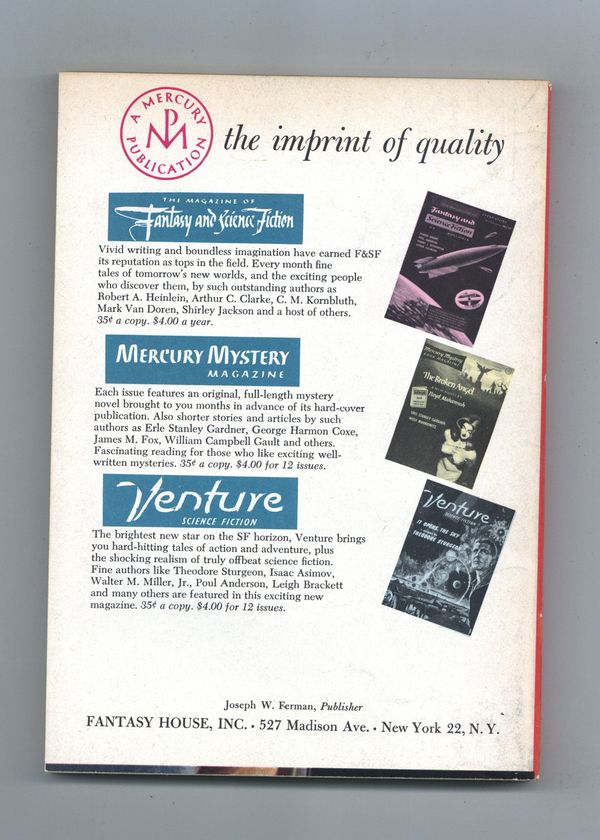 A MERCURY PUBLICATION
PM
the imprint of quality
THE MAGAZINE OF
Fantasy and Science Fiction
Vivid writing and boundless imagination have earned F&SF
its reputation as tops in the field. Every month fine
tales of tomorrow's new worlds, and the exciting people
who discover them, by such outstanding authors as
Robert A. Heinlein, Arthur C. Clarke, C. M. Kornbluth,
Mark Van Doren, Shirley Jackson and a host of others.
35¢ a copy. $4.00 a year.
Fantasy and
Science Fiction
MERCURY MYSTERY
MAGAZINE
Each issue features an original, full-length mystery
novel brought to you months in advance of its hard-cover
publication. Also shorter stories and articles by such
authors as Erle Stanley Gardner, George Harmon Coxe,
James M. Fox, William Campbell Gault and others.
Fascinating reading for those who like exciting well-
written mysteries. 35¢ a copy. $4.00 for 12 issues.
Mercury Mystery
BOOK MAGAZINE
The Broken Angel
Floyd Mahannah
ERLE STANLEY GARDNER
Venture
SCIENCE FICTION
The brightest new star on the SF horizon, Venture brings
you hard-hitting tales of action and adventure, plus
the shocking realism of truly offbeat science fiction.
Fine authors like Theodore Sturgeon, Isaac Asimov,
Walter M. Miller, Jr., Poul Anderson, Leigh Brackett
and many others are featured in this exciting new
magazine. 35¢ a copy. $4.00 for 12 issues.
Venture
SCIENCE FICTION
IT OPENS THE SKY
THEODORE STURGEON
Joseph W. Ferman, Publisher
FANTASY HOUSE, INC. • 527 Madison Ave. • New York 22, N. Y.